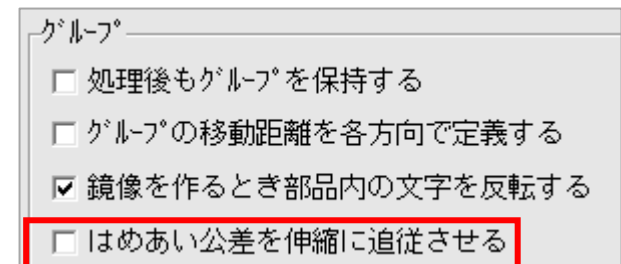 ｸﾞﾙｰﾌﾟ
処理後もｸﾞﾙｰﾌﾟを保持する
ｸﾞﾙｰﾌﾟの移動距離を各方向で定義する
鏡像を作るとき部品内の文字を反転する
はめあい公差を伸縮に追従させる